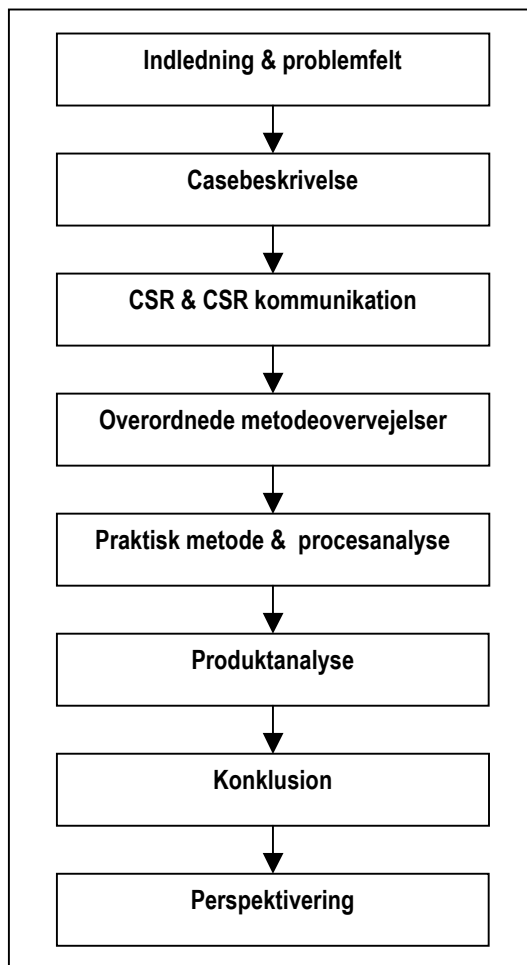 Indledning & problemfelt
Casebeskrivelse
CSR & CSR kommunikation
Overordnede metodeovervejelser
Praktisk metode & procesanalyse
Produktanalyse
Konklusion
Perspektivering